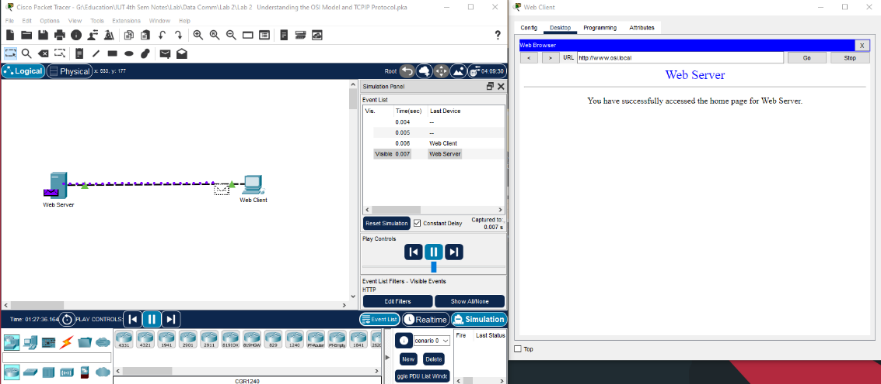 Cisco Packet Tracer - G:\Education\IUT 4th Sem Notes\Lab\Data Comm\Lab 2\Lab 2 Understanding the OSI Model and TCPIP Protocol.pka
File Edit Options View Tools Extensions Window Help
Logical Physical x: 933, y: 177
Root 04:09:30
Simulation Panel
Event List
Vis. Time(sec) Last Device
0.004 --
0.005 --
0.006 Web Client
Visible 0.007 Web Server
Reset Simulation Constant Delay Captured to: 0.007 s
Play Controls
Event List Filters - Visible Events
HTTP
Edit Filters Show All/None
Web Server
Web Client
Time: 01:27:36.164 PLAY CONTROLS:
Event List Realtime Simulation
4331 4321 1941 2901 2911 819IOX 819HGW 829 1240 PT-Router PT-Empty 1841
CGR1240
Scenario 0
New Delete
Toggle PDU List Window
Fire Last Status
Web Client
Config Desktop Programming Attributes
Web Browser X
< > URL http://www.osi.local Go Stop
Web Server
You have successfully accessed the home page for Web Server.
Top